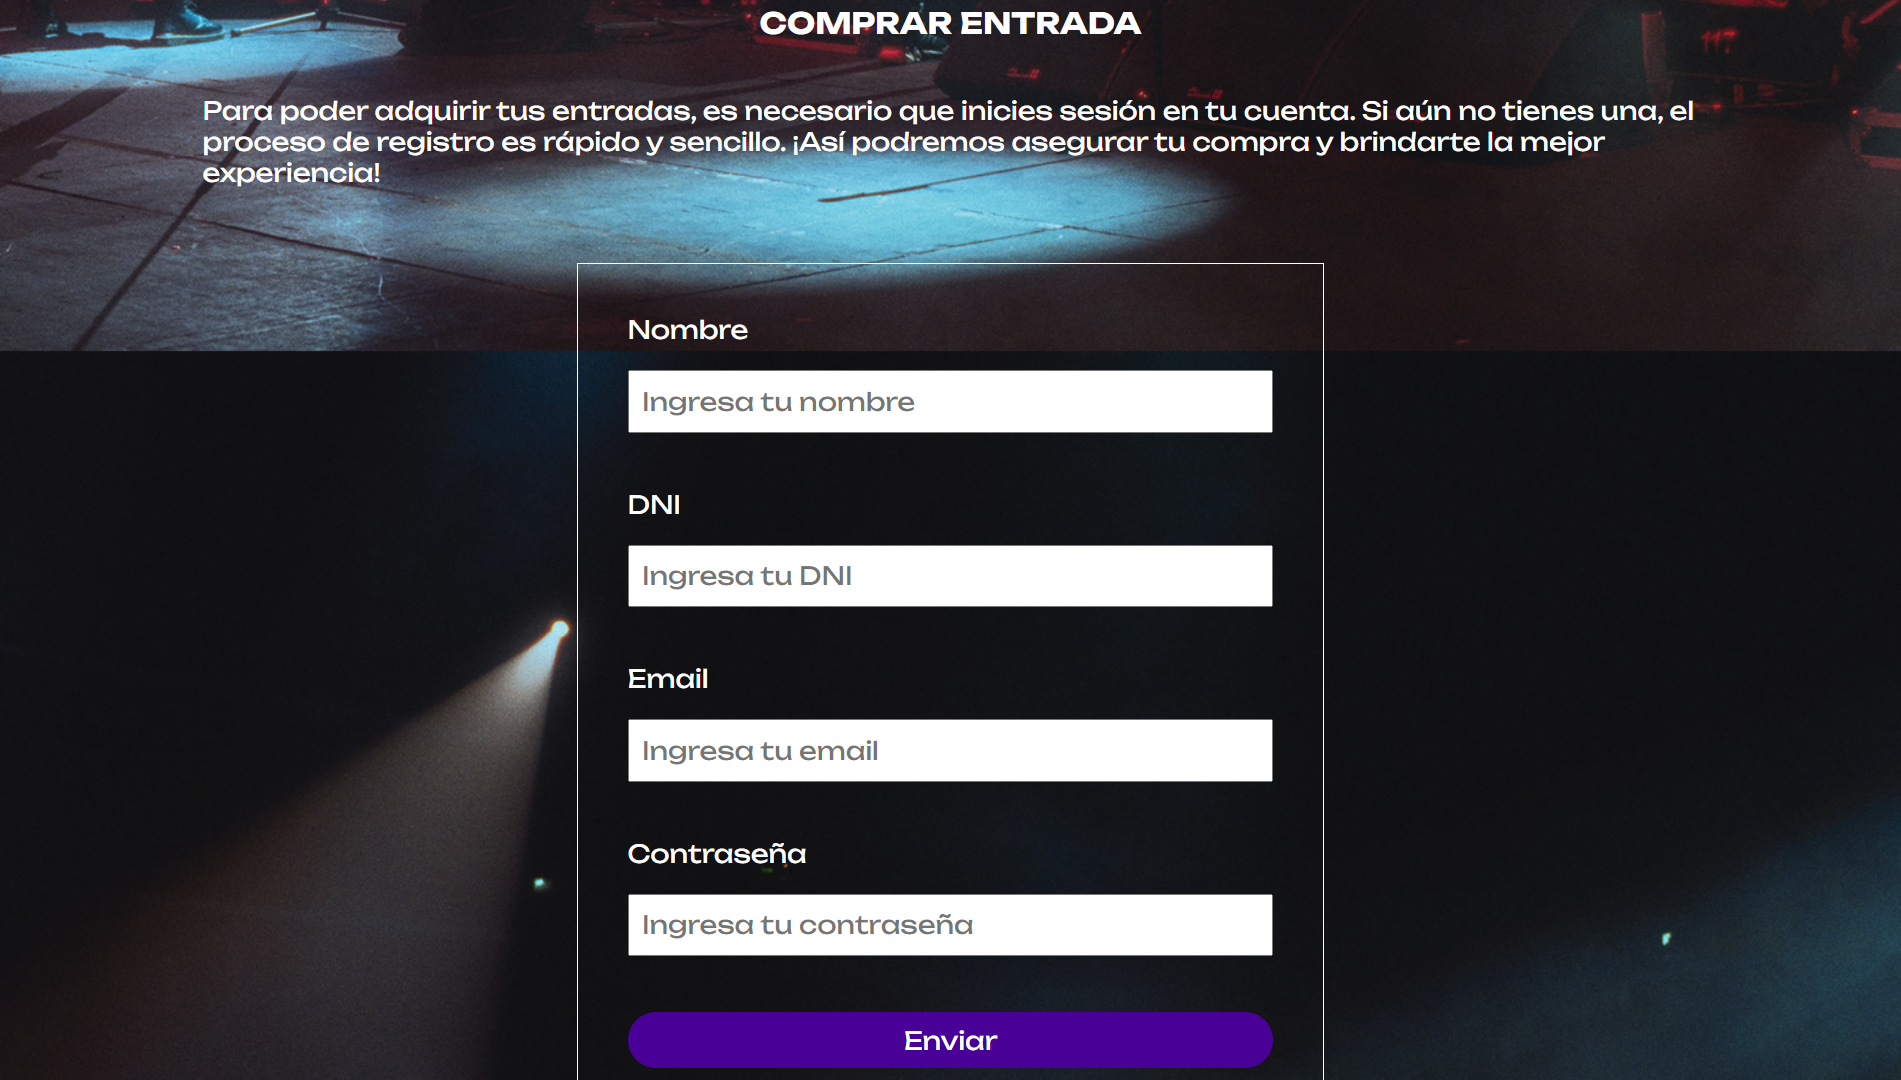 COMPRAR ENTRADA
Para poder adquirir tus entradas, es necesario que inicies sesión en tu cuenta. Si aún no tienes una, el
proceso de registro es rápido y sencillo. ¡Así podremos asegurar tu compra y brindarte la mejor
experiencia!
Nombre
Ingresa tu nombre
DNI
Ingresa tu DNI
Email
Ingresa tu email
Contraseña
Ingresa tu contraseña
Enviar